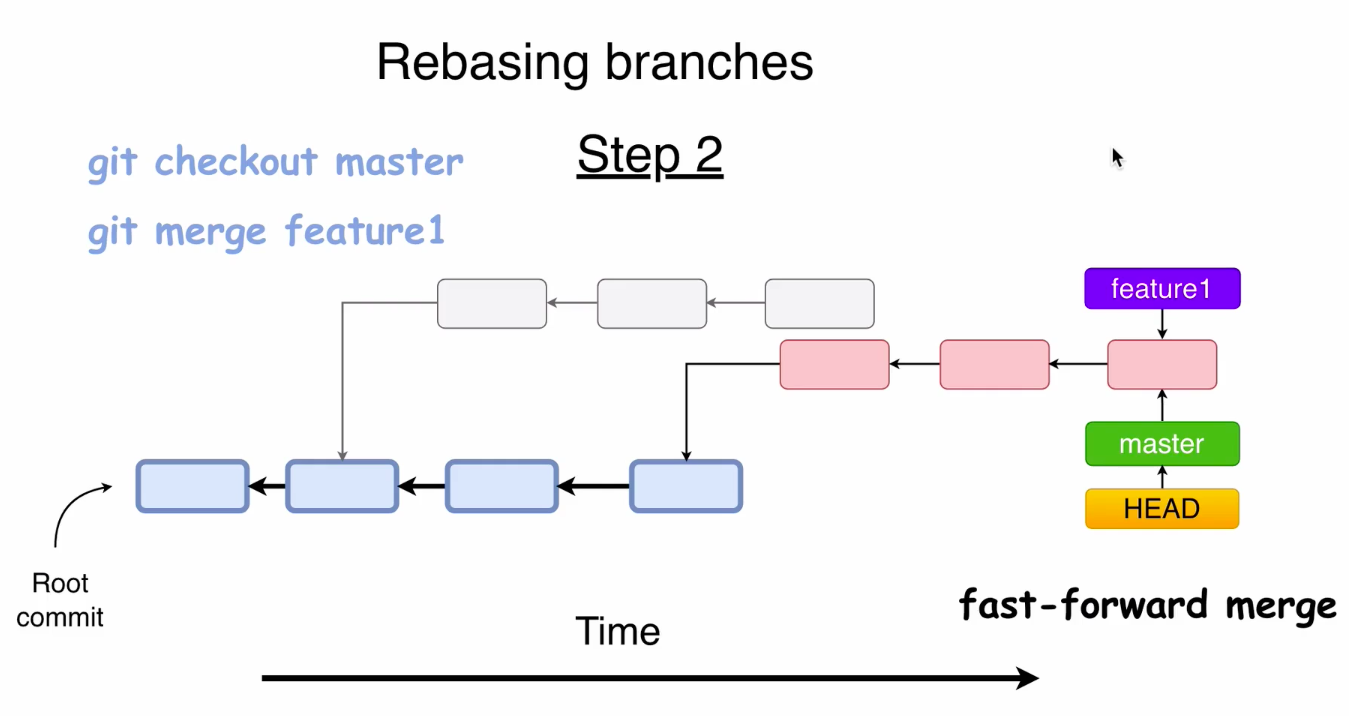 Rebasing branches
git checkout master
Step 2
git merge feature1
feature1
master
HEAD
Root
commit
fast-forward merge
Time